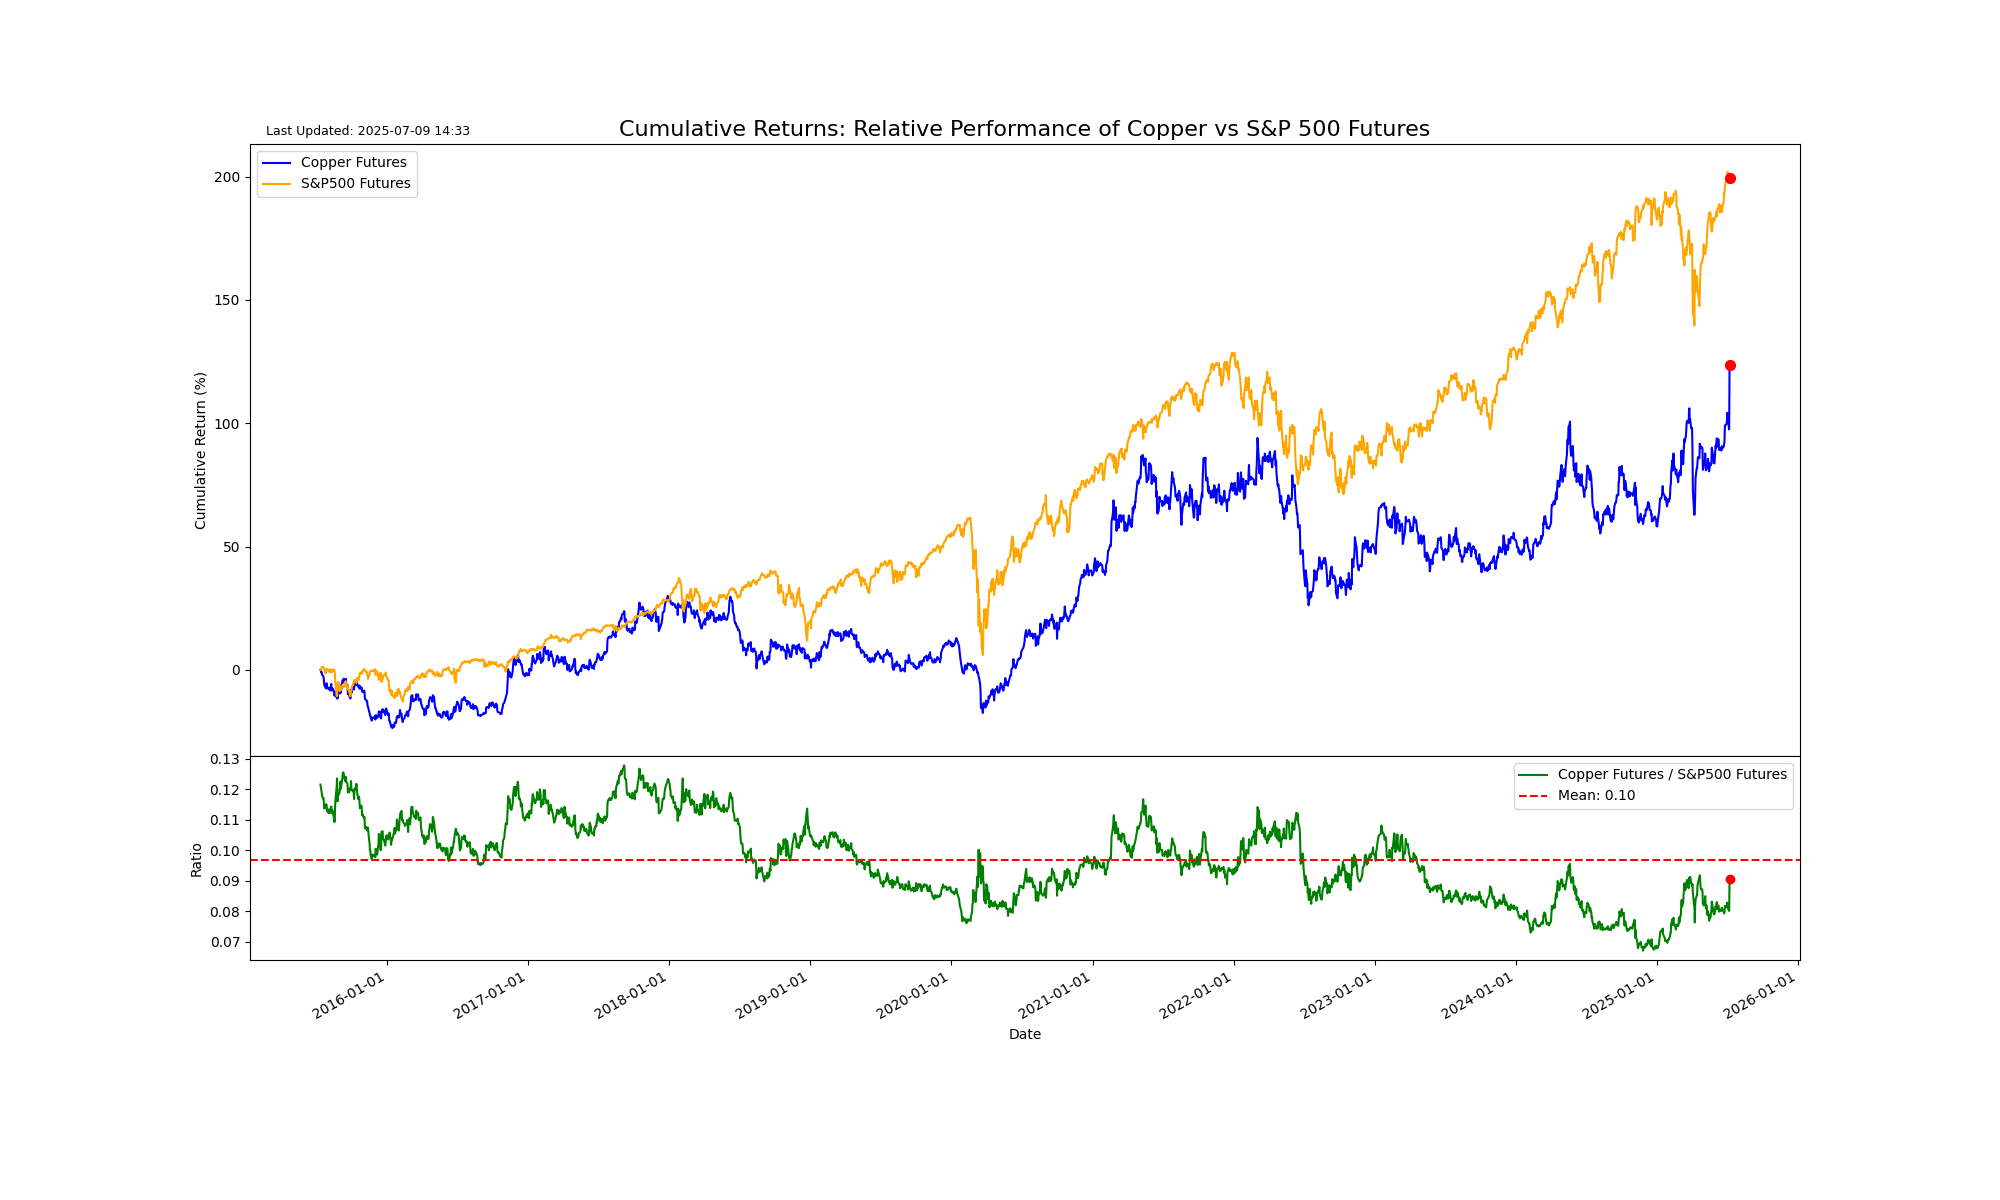 Last Updated: 2025-07-09 14:33
Cumulative Returns: Relative Performance of Copper vs S&P 500 Futures
Copper Futures
S&P500 Futures
Cumulative Return (%)
200
150
100
50
0
Copper Futures / S&P500 Futures
Mean: 0.10
Ratio
0.13
0.12
0.11
0.10
0.09
0.08
0.07
2016-01-01
2017-01-01
2018-01-01
2019-01-01
2020-01-01
2021-01-01
2022-01-01
2023-01-01
2024-01-01
2025-01-01
2026-01-01
Date